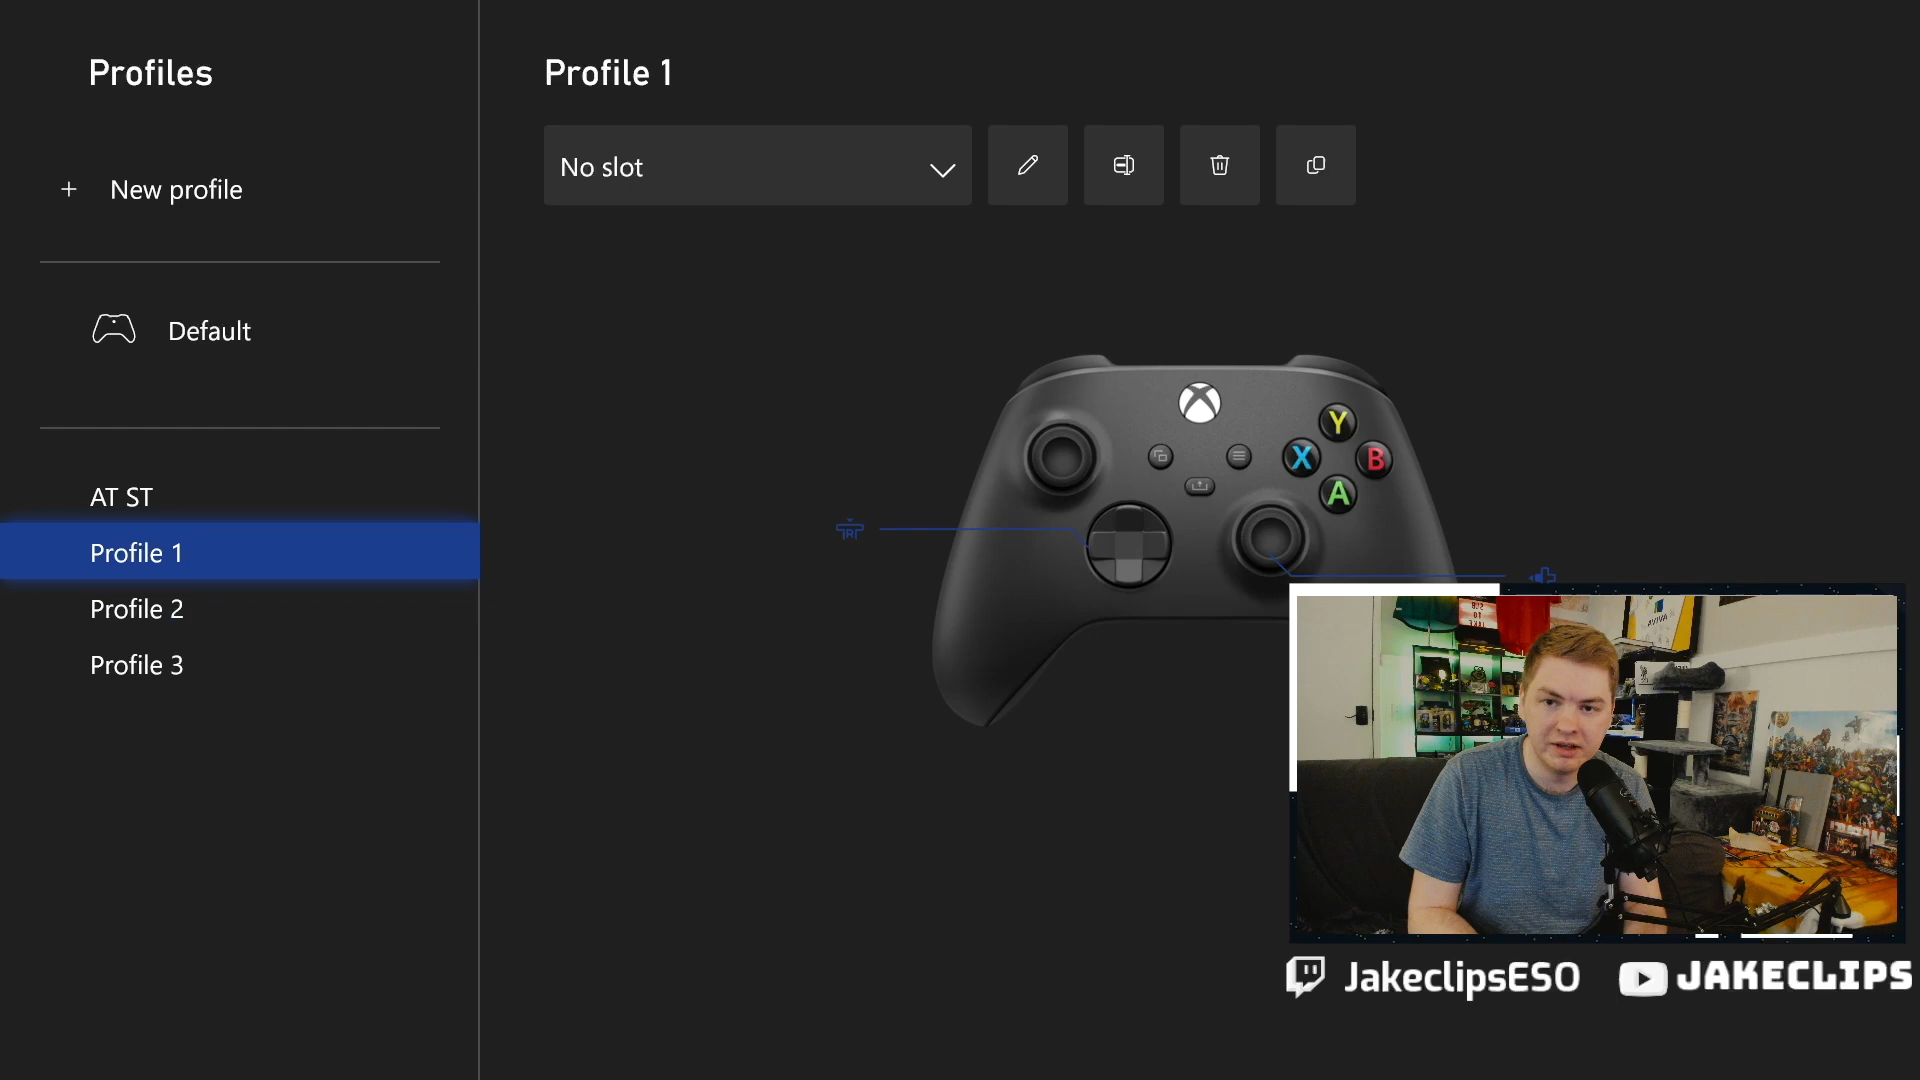 Profiles
New profile
Default
AT ST
Profile 1
Profile 2
Profile 3
Profile 1
No slot
Y
X
B
A
JakeclipsESO
JAKECLIPS